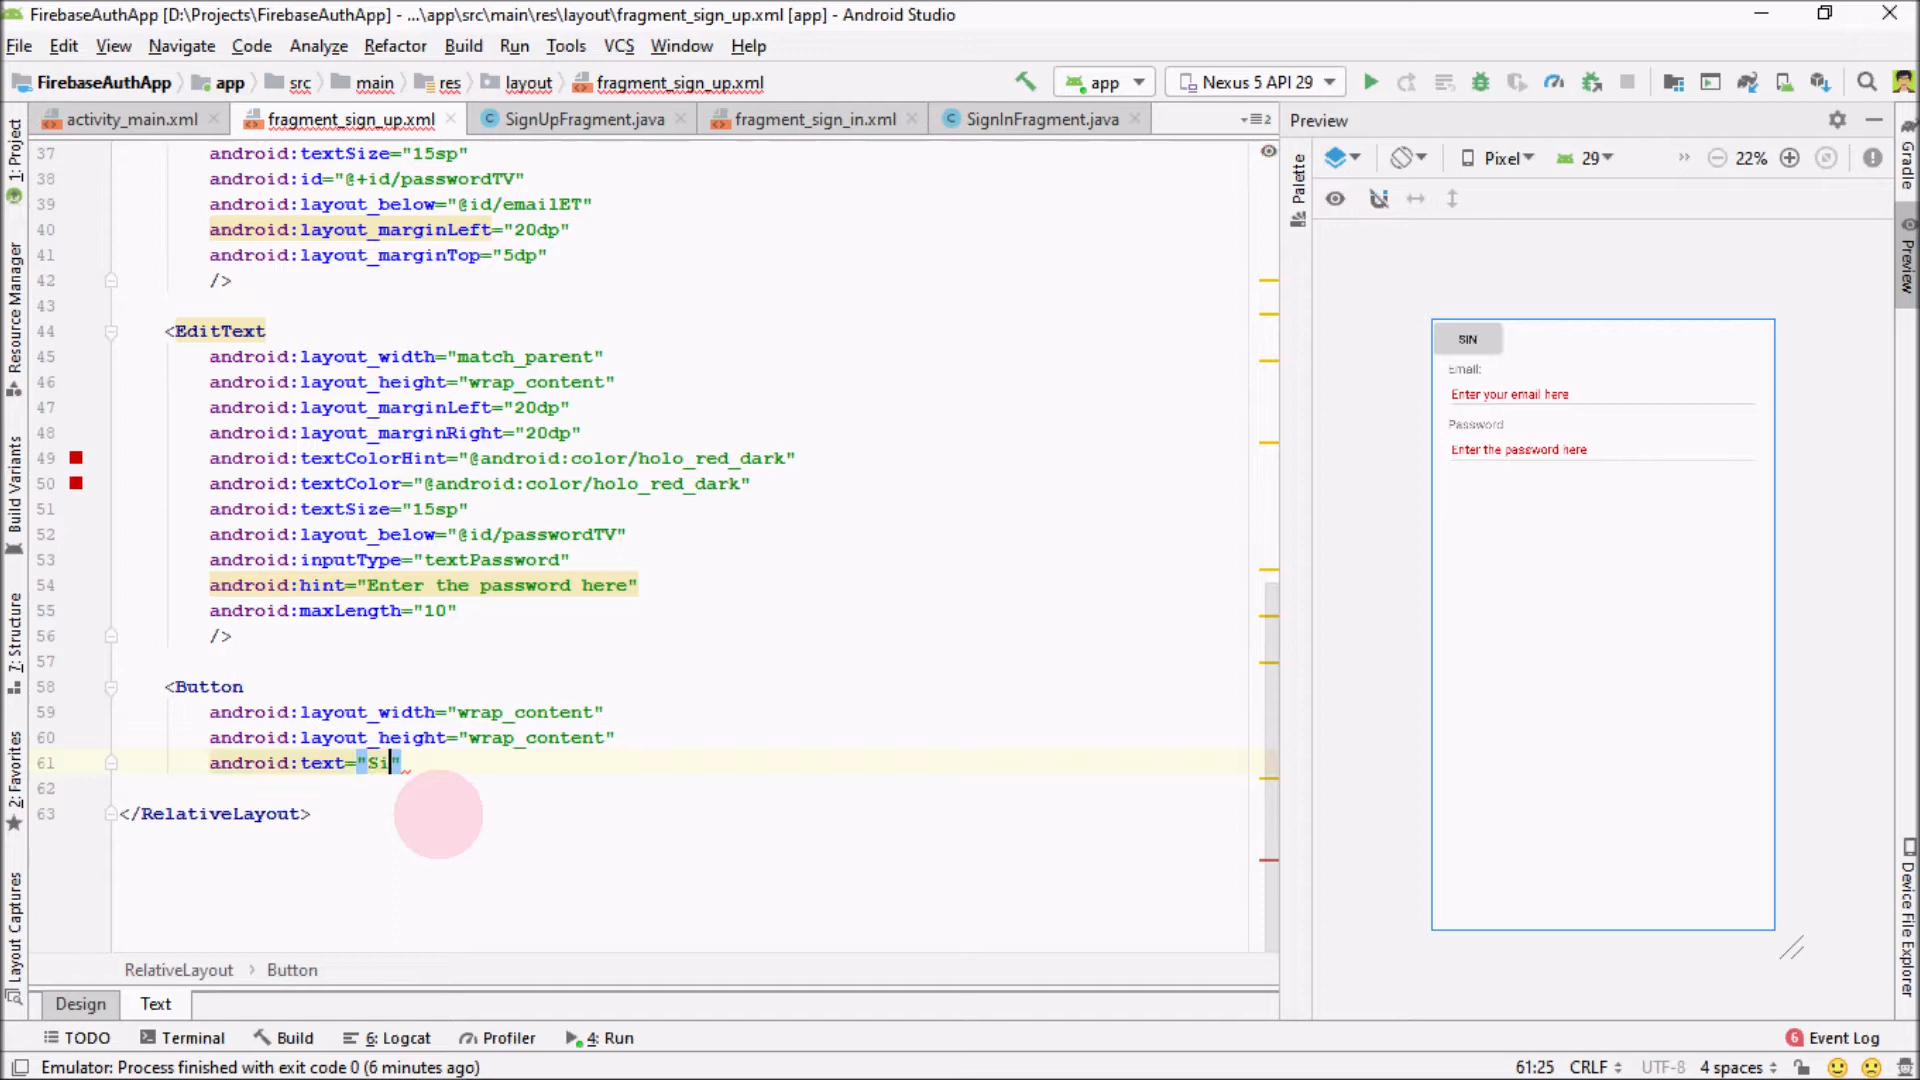 FirebaseAuthApp [D:\Projects\FirebaseAuthApp] - ...\app\src\main\res\layout\fragment_sign_up.xml [app] - Android Studio
File Edit View Navigate Code Analyze Refactor Build Run Tools VCS Window Help
FirebaseAuthApp app src main res layout fragment_sign_up.xml app Nexus 5 API 29
activity_main.xml fragment_sign_up.xml SignUpFragment.java fragment_sign_in.xml SignInFragment.java 2 Preview
37 android:textSize="15sp"
38 android:id="@+id/passwordTV"
39 android:layout_below="@id/emailET"
40 android:layout_marginLeft="20dp"
41 android:layout_marginTop="5dp"
42 />
43
44 <EditText
45 android:layout_width="match_parent"
46 android:layout_height="wrap_content"
47 android:layout_marginLeft="20dp"
48 android:layout_marginRight="20dp"
49 android:textColorHint="@android:color/holo_red_dark"
50 android:textColor="@android:color/holo_red_dark"
51 android:textSize="15sp"
52 android:layout_below="@id/passwordTV"
53 android:inputType="textPassword"
54 android:hint="Enter the password here"
55 android:maxLength="10"
56 />
57
58 <Button
59 android:layout_width="wrap_content"
60 android:layout_height="wrap_content"
61 android:text="Si"
62
63 </RelativeLayout>
RelativeLayout Button
Design Text
1: Project
Resource Manager
Build Variants
7: Structure
2: Favorites
Layout Captures
Palette
Pixel 29 22%
SIN
Email:
Enter your email here
Password
Enter the password here
Gradle
Preview
Device File Explorer
TODO Terminal Build 6: Logcat Profiler 4: Run 6 Event Log
Emulator: Process finished with exit code 0 (6 minutes ago) 61:25 CRLF UTF-8 4 spaces